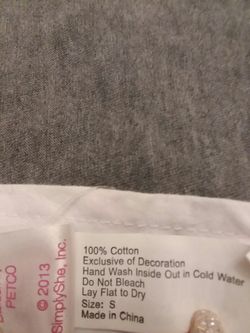 100% Cotton
Exclusive of Decoration
Hand Wash Inside Out in Cold Water
Do Not Bleach
Lay Flat to Dry
Size: S
Made in China
© 2013
SimplyShe, Inc.
PETCO